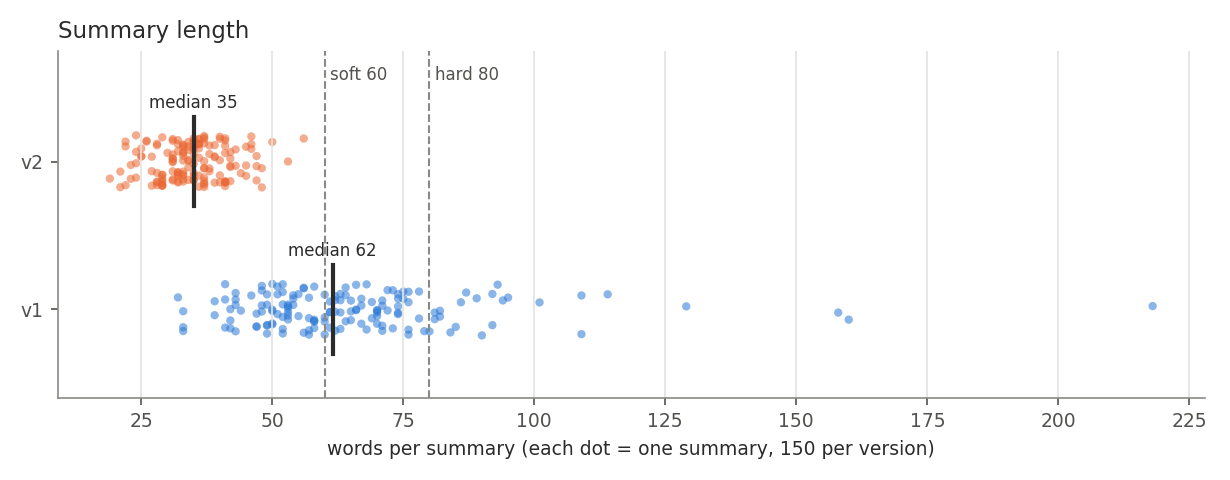 Summary length
soft 60
hard 80
median 35
v2
median 62
v1
25 50 75 100 125 150 175 200 225
words per summary (each dot = one summary, 150 per version)